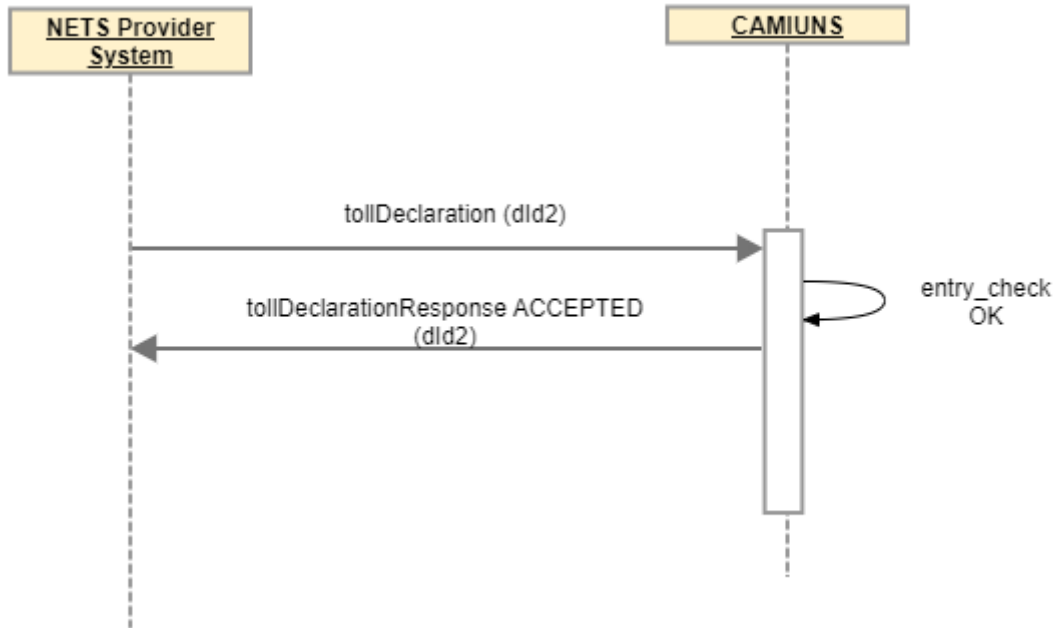 NETS Provider
System
CAMIUNS
tollDeclaration (dId2)
entry_check
OK
tollDeclarationResponse ACCEPTED
(dId2)